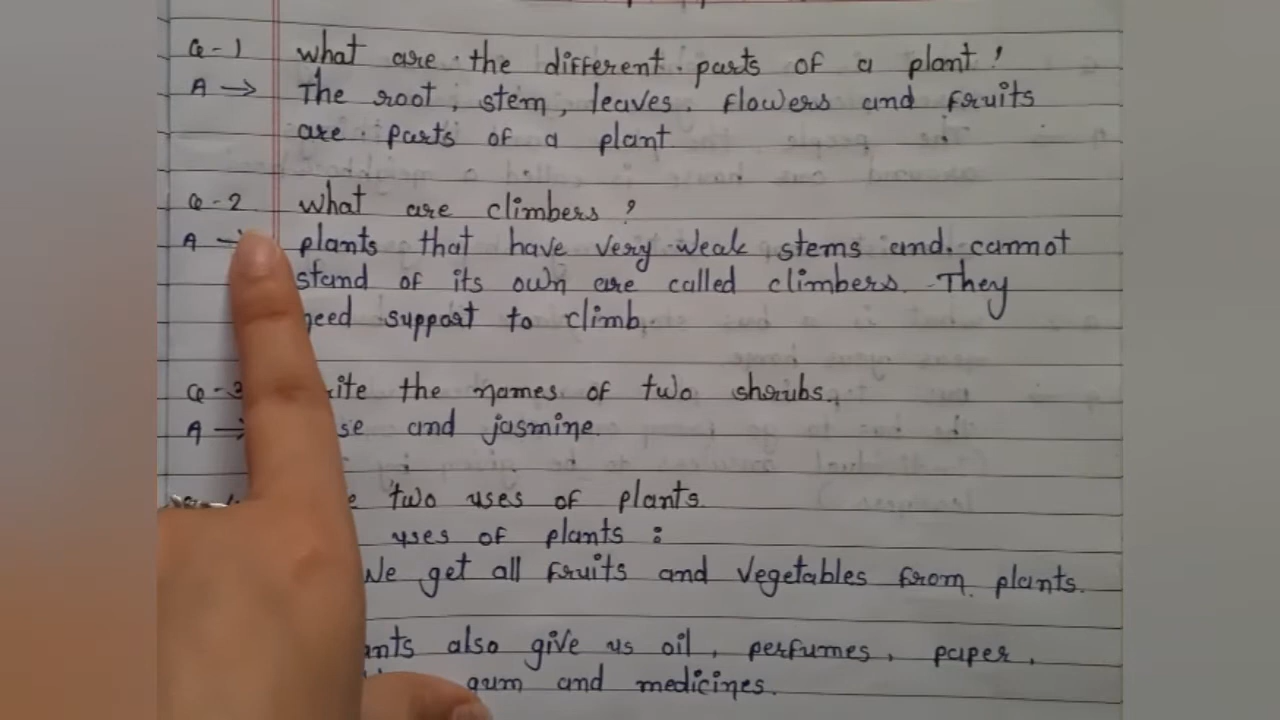 Q-1 What are the different parts of a plant?
A → The root, stem, leaves, flowers and fruits
are parts of a plant
Q-2 What are climbers?
A → plants that have very weak stems and cannot
stand of its own are called climbers. They
need support to climb.
Q-3 the names of two shrubs.
A → and jasmine.
two uses of plants.
uses of plants :
We get all fruits and vegetables from plants.
also give us oil, perfumes, paper,
gum and medicines.